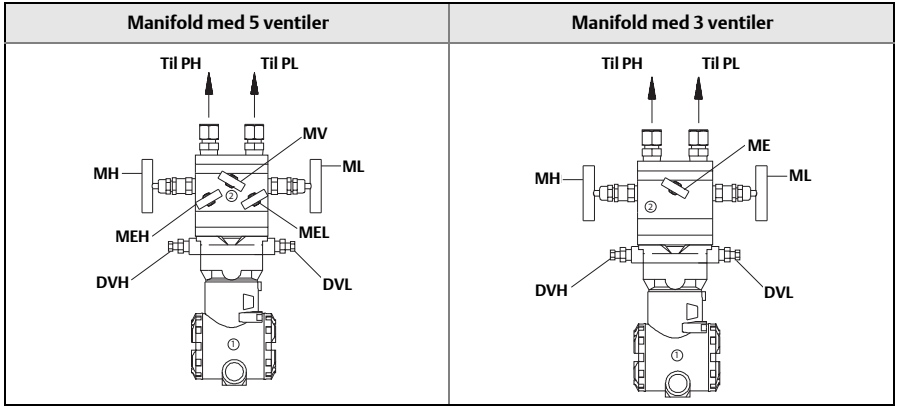 Manifold med 5 ventiler
Til PH Til PL
MV
MH
ML
②
MEH
MEL
DVH
DVL
①
Manifold med 3 ventiler
Til PH Til PL
ME
MH
ML
②
DVH
DVL
①